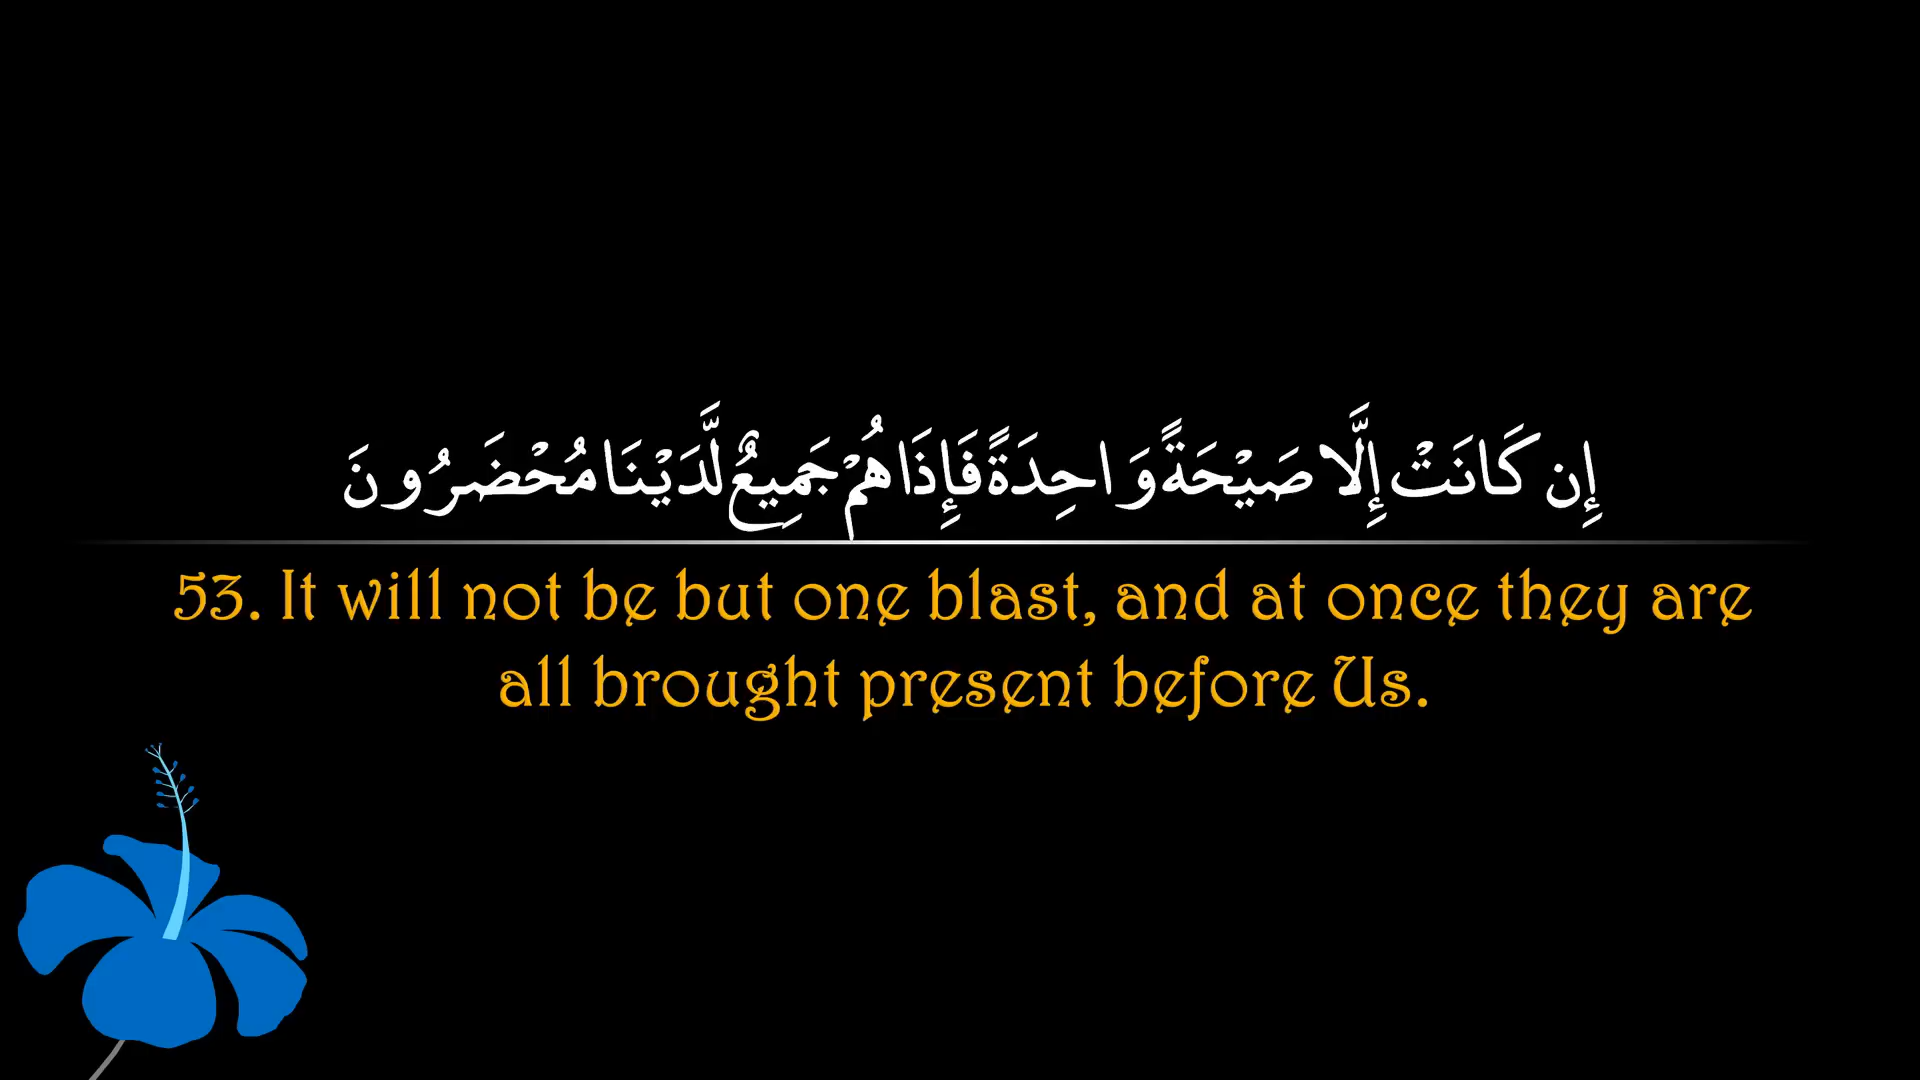 إِن كَانَتْ إِلَّا صَيْحَةً وَاحِدَةً فَإِذَا هُمْ جَمِيعٌ لَّدَيْنَا مُحْضَرُونَ
53. It will not be but one blast, and at once they are
all brought present before Us.